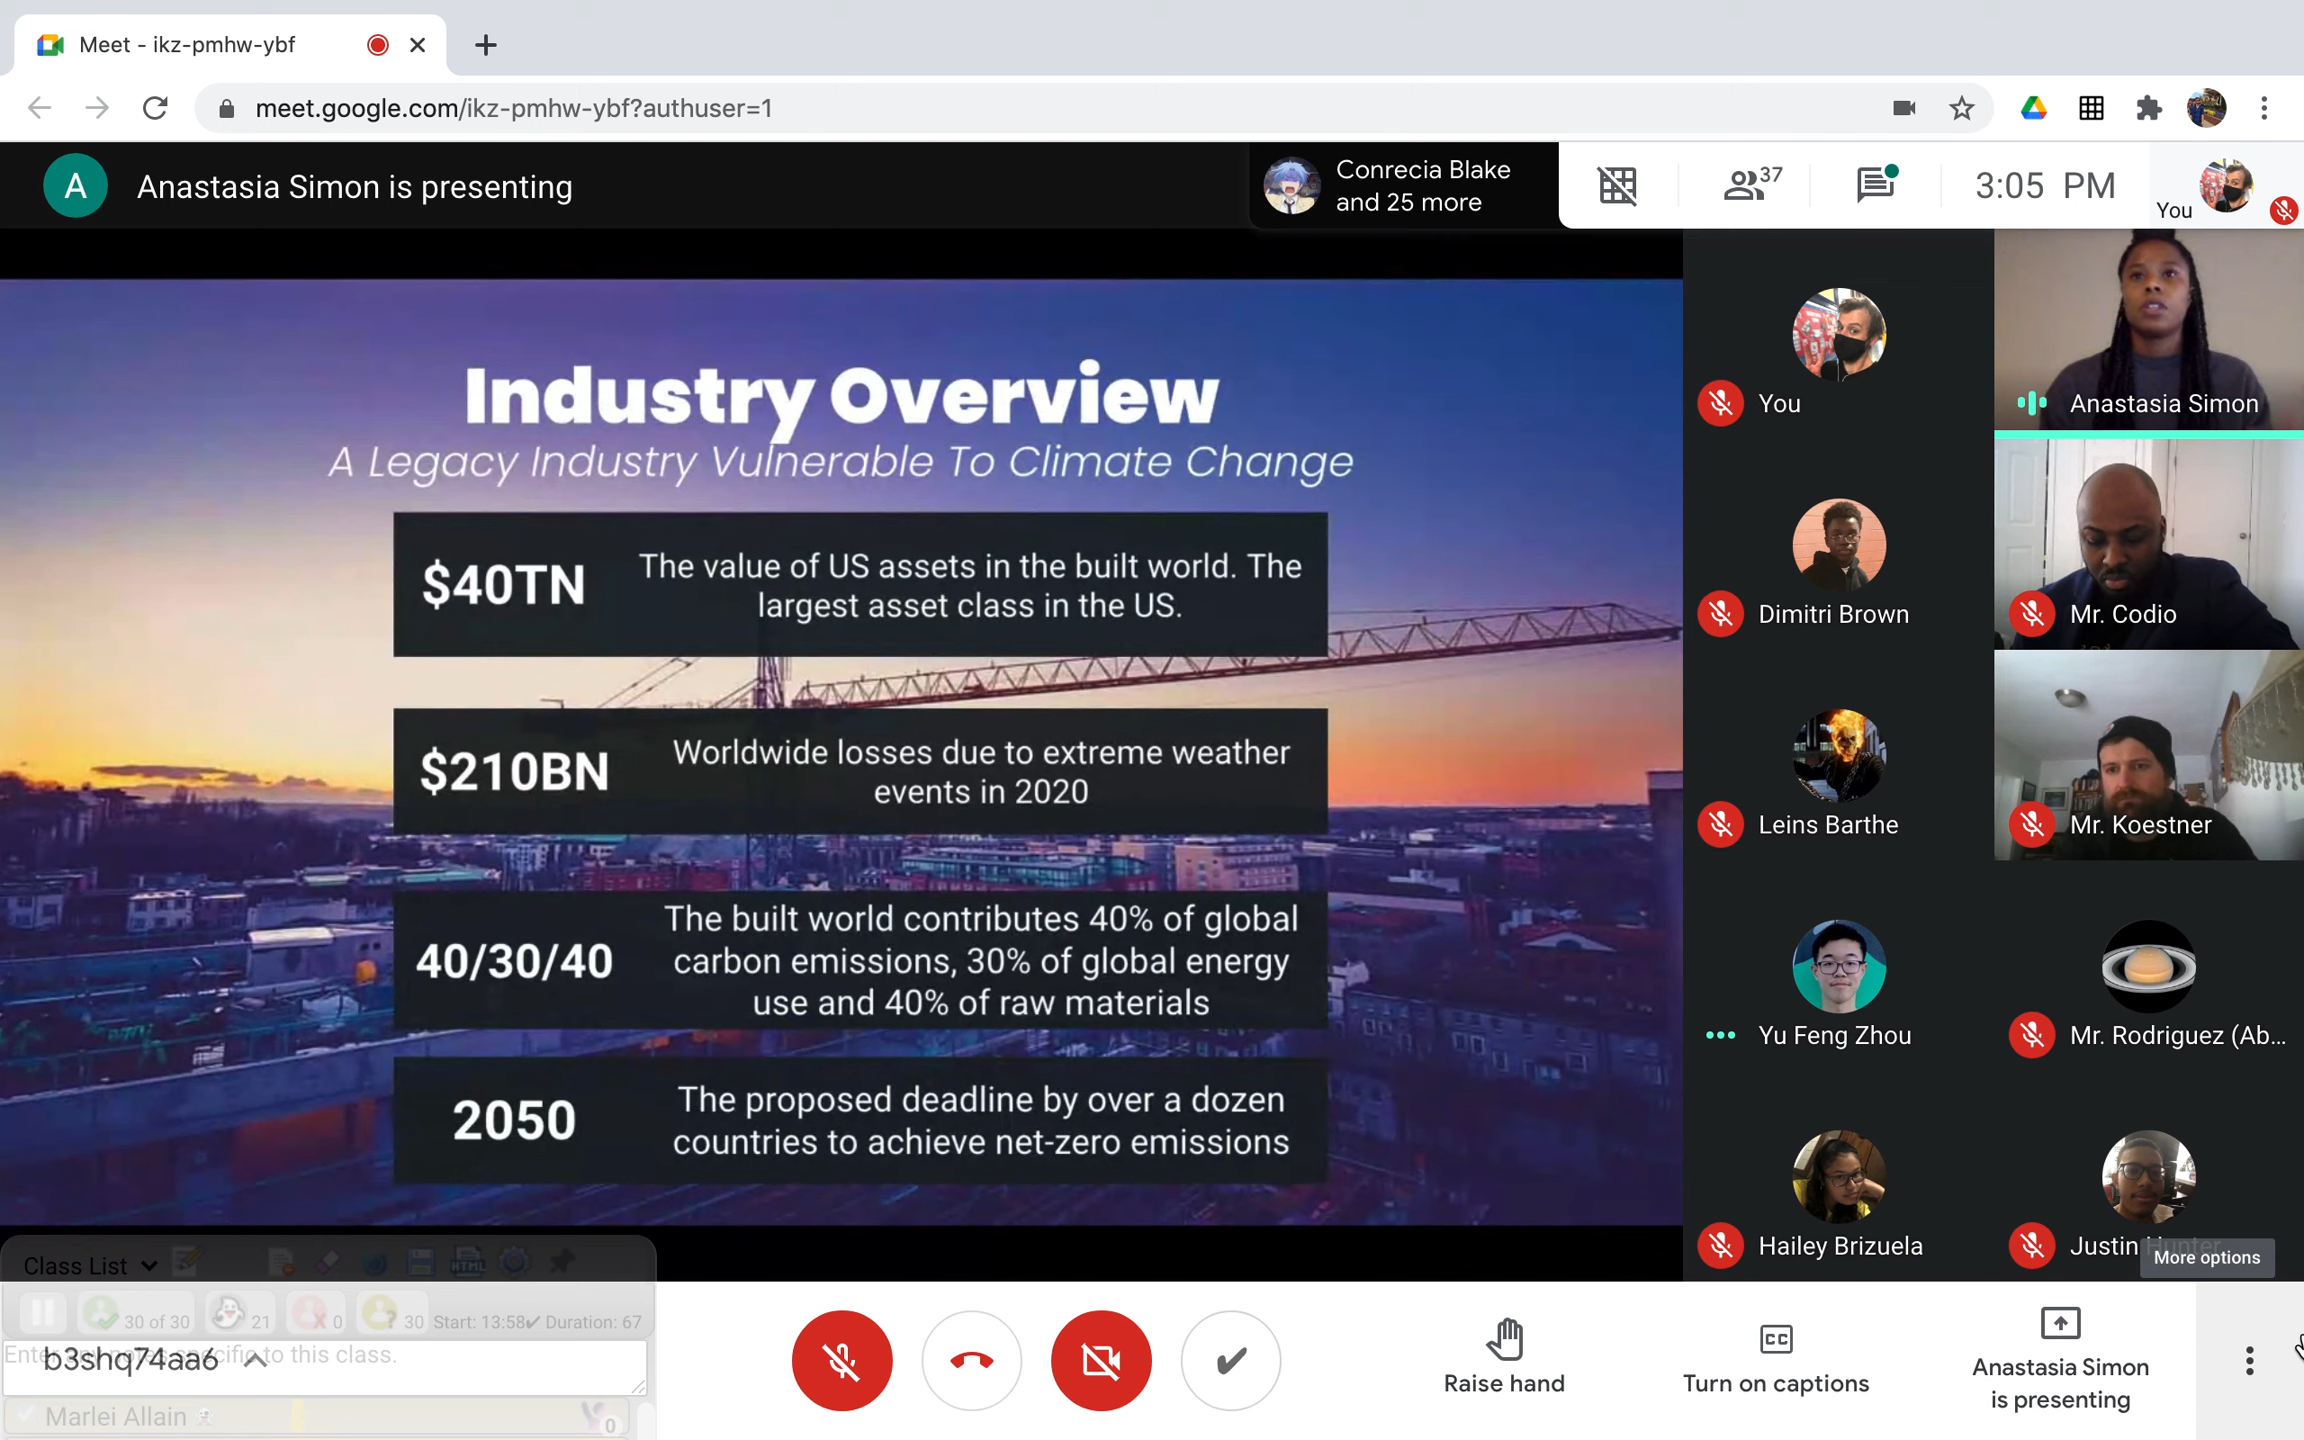 Meet - ikz-pmhw-ybf
meet.google.com/ikz-pmhw-ybf?authuser=1
A
Anastasia Simon is presenting
Conrecia Blake
and 25 more
37
3:05 PM
You
Industry Overview
A Legacy Industry Vulnerable To Climate Change
$40TN
The value of US assets in the built world. The
largest asset class in the US.
$210BN
Worldwide losses due to extreme weather
events in 2020
40/30/40
The built world contributes 40% of global
carbon emissions, 30% of global energy
use and 40% of raw materials
2050
The proposed deadline by over a dozen
countries to achieve net-zero emissions
You
Anastasia Simon
Dimitri Brown
Mr. Codio
Leins Barthe
Mr. Koestner
Yu Feng Zhou
Mr. Rodriguez (Ab...
Hailey Brizuela
Justin Hunter
More options
Class List
HTML
30 of 30
21
0
30
Start: 13:58✔ Duration: 67
Enter any notes specific to this class.
b3shq74aa6
Marlei Allain
0
Raise hand
CC
Turn on captions
Anastasia Simon
is presenting